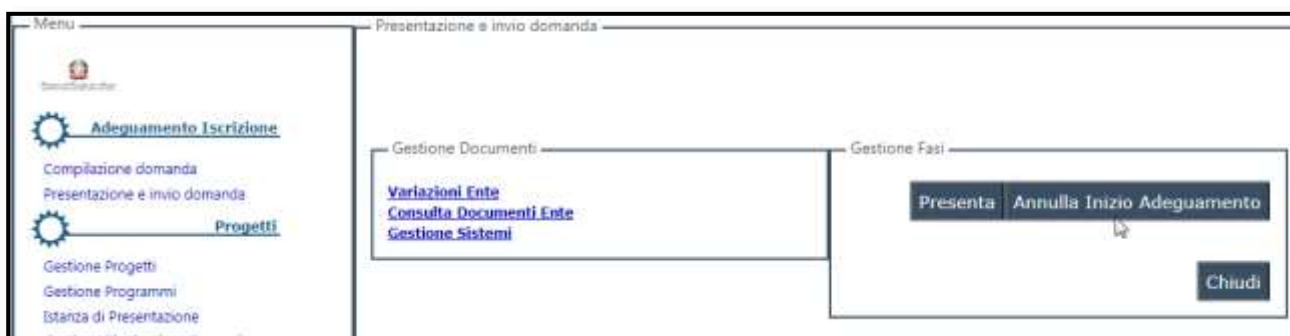 Menu
Adeguamento Iscrizione
Compilazione domanda
Presentazione e invio domanda
Progetti
Gestione Progetti
Gestione Programmi
Istanza di Presentazione
Presentazione e invio domanda
Gestione Documenti
Variazioni Ente
Consulta Documenti Ente
Gestione Sistemi
Gestione Fasi
Presenta
Annulla Inizio Adeguamento
Chiudi